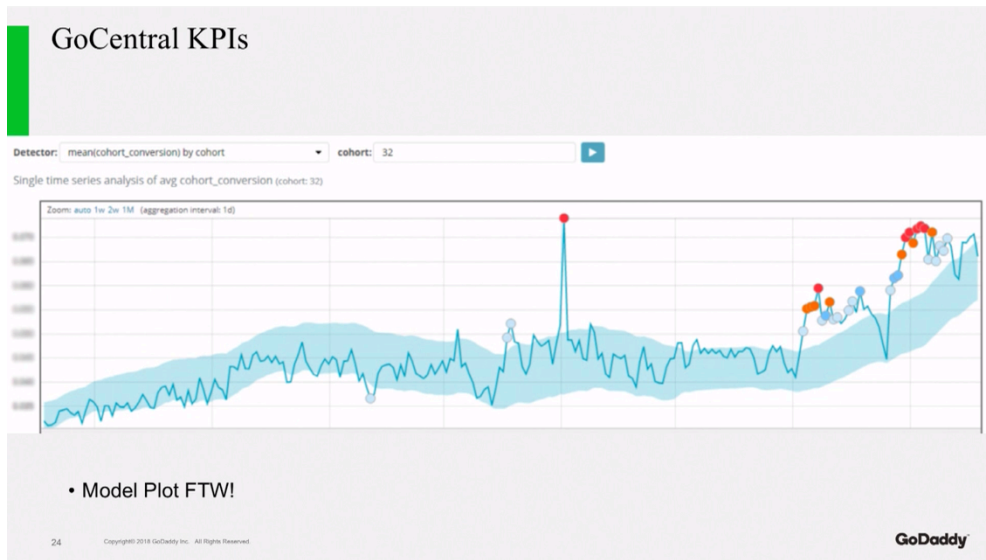 GoCentral KPIs
Detector: mean(cohort_conversion) by cohort cohort: 32
Single time series analysis of avg cohort_conversion (cohort: 32)
Zoom: auto 1w 2w 1M (aggregation interval: 1d)
• Model Plot FTW!
24 Copyright© 2018 GoDaddy Inc. All Rights Reserved.
GoDaddy